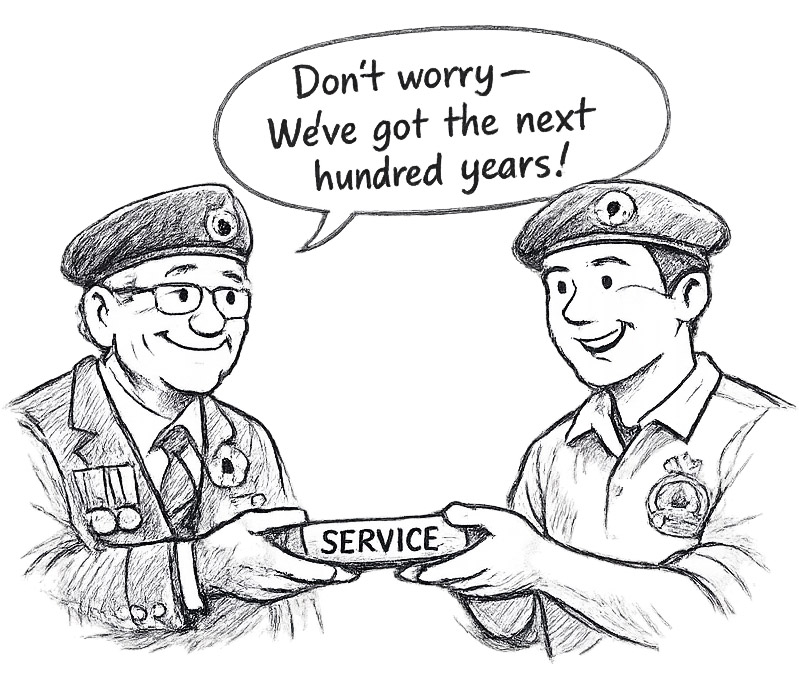 Don't worry—
We've got the next
hundred years!
SERVICE